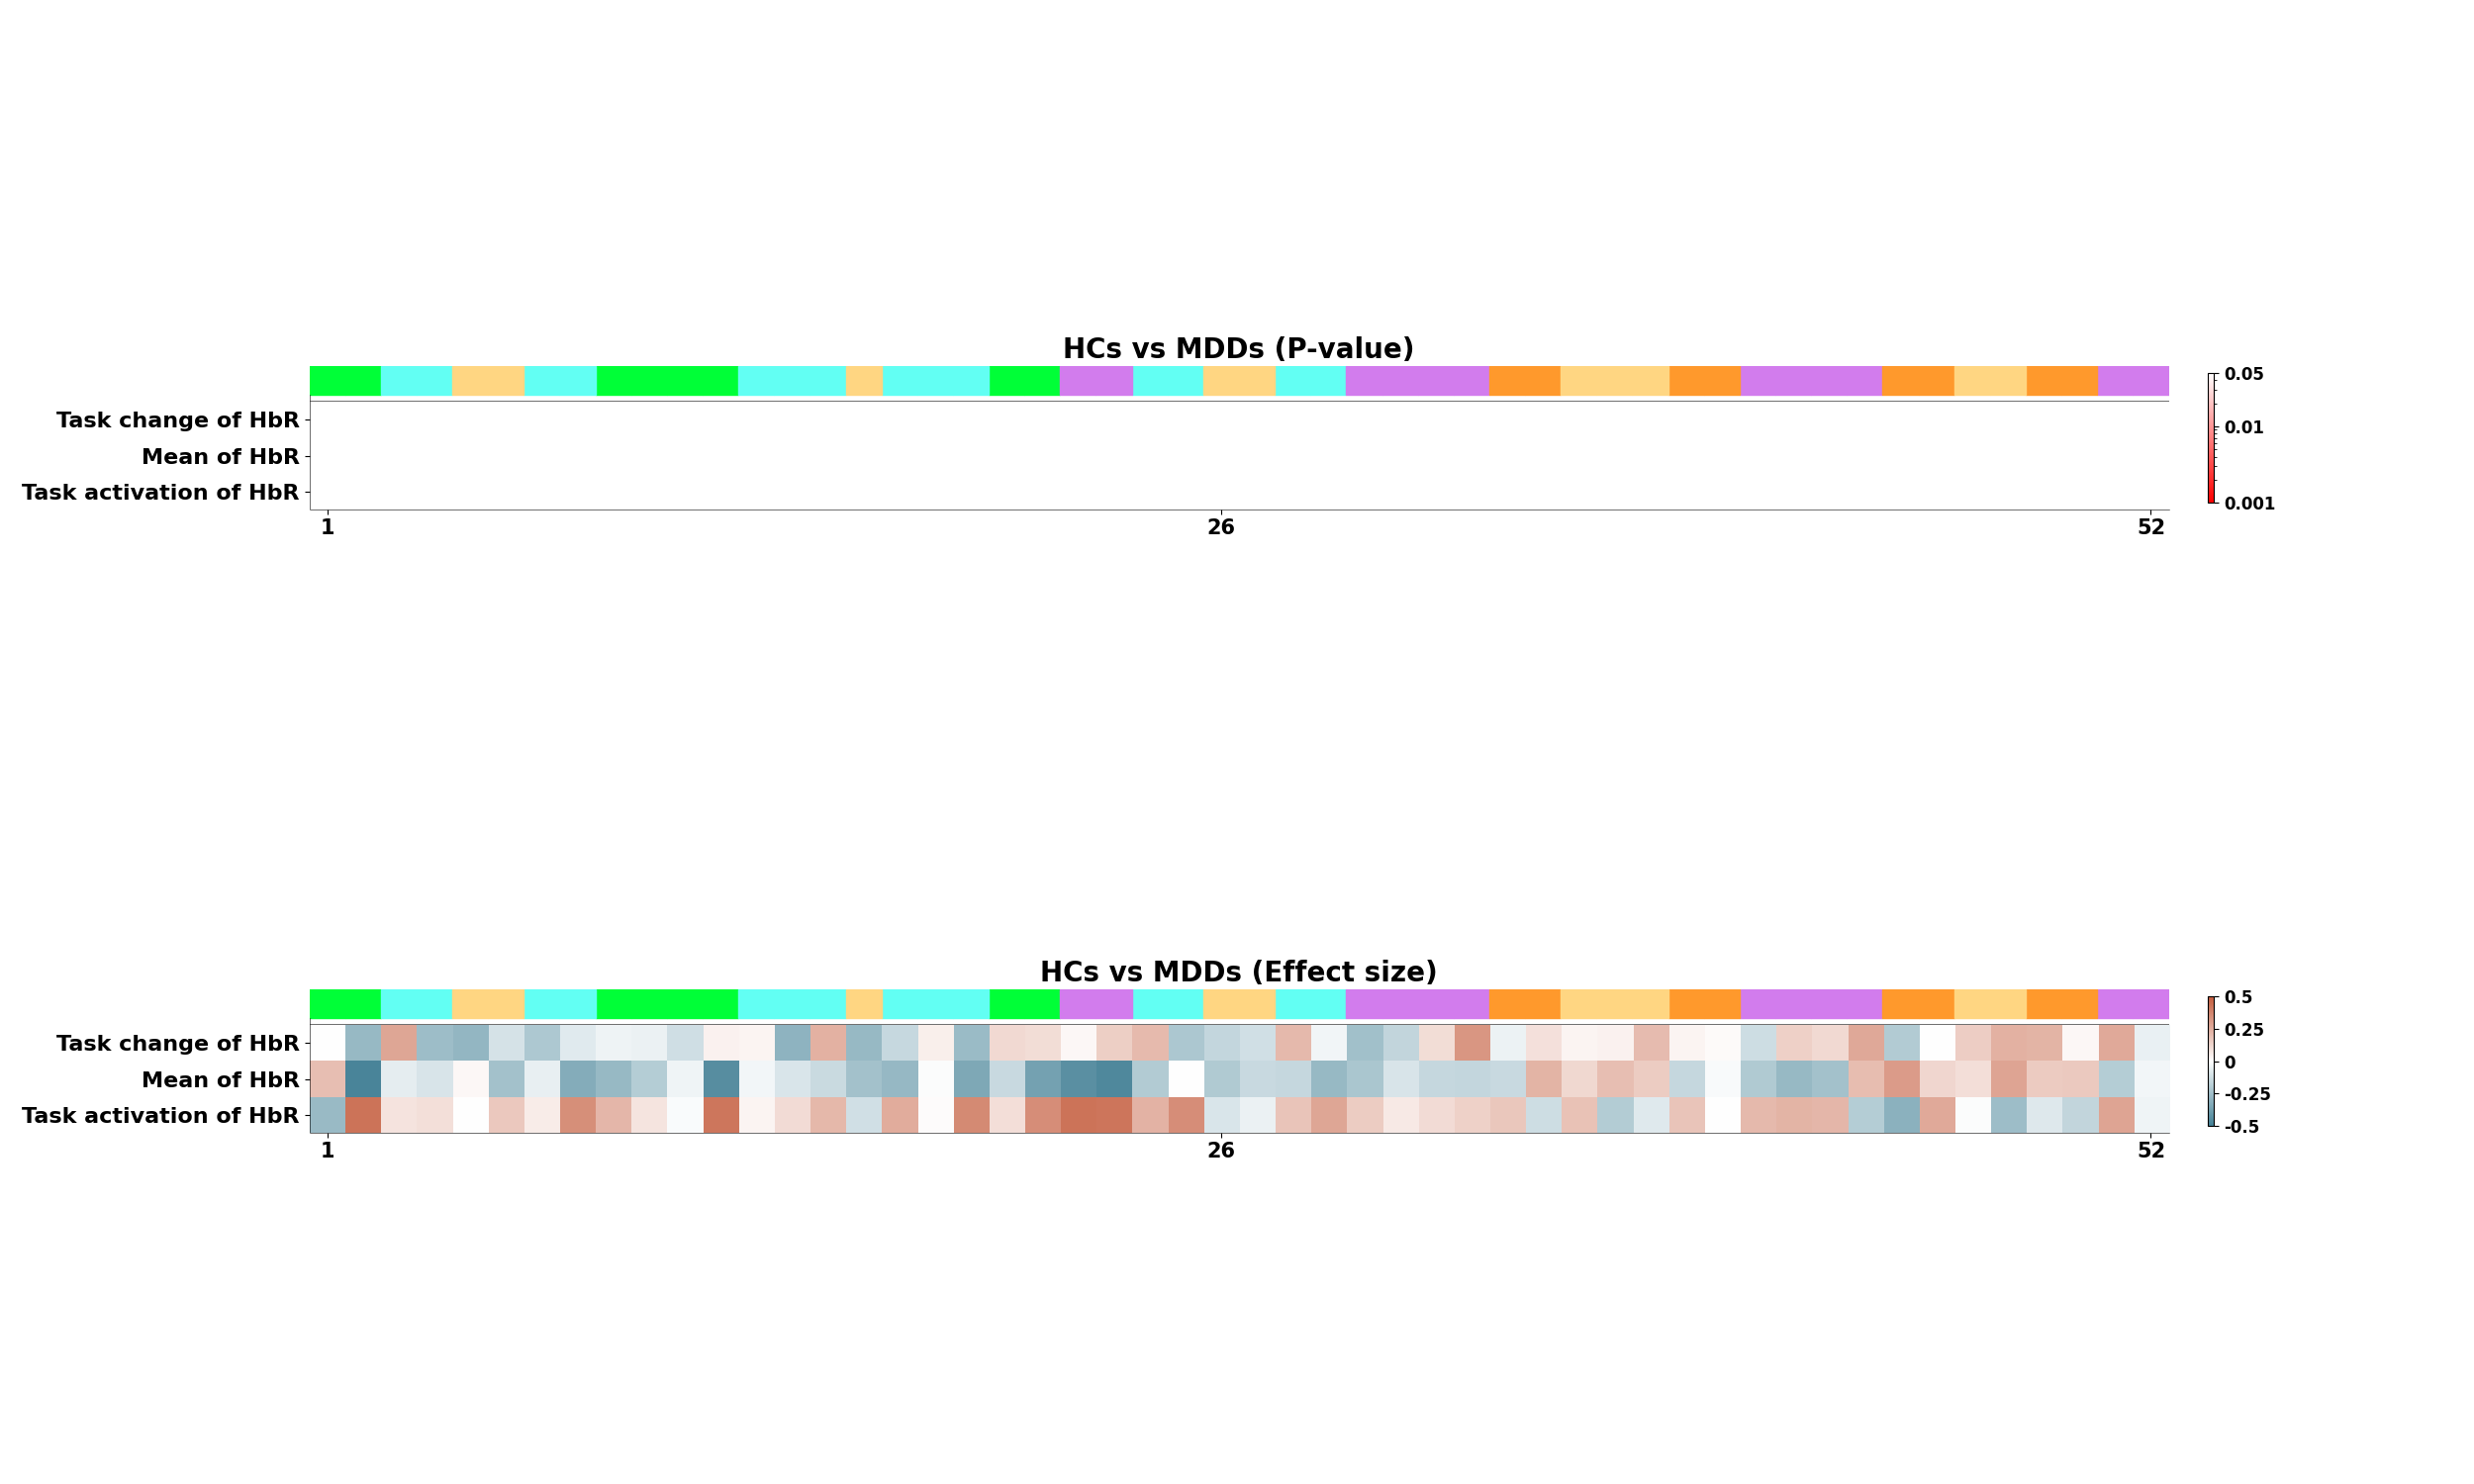 HCs vs MDDs (P-value)
Task change of HbR
Mean of HbR
Task activation of HbR
1 26 52
0.05
0.01
0.001
HCs vs MDDs (Effect size)
Task change of HbR
Mean of HbR
Task activation of HbR
1 26 52
0.5
0.25
0
-0.25
-0.5